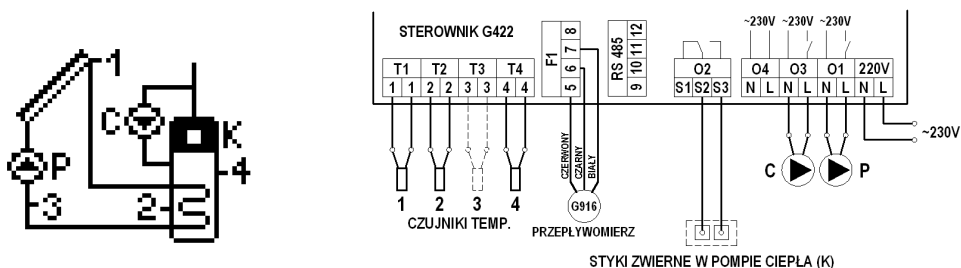 1
C
K
P
4
3
2
STEROWNIK G422
T1 T2 T3 T4
1 1 2 2 3 3 4 4
1 2 3 4
CZUJNIKI TEMP.
F1
5 6 7 8
CZERWONY
CZARNY
BIAŁY
G916
PRZEPŁYWOMIERZ
RS 485
9 10 11 12
O2
S1 S2 S3
STYKI ZWIERNE W POMPIE CIEPŁA (K)
~230V ~230V ~230V
O4 O3 O1 220V
N L N L N L N L
~230V
C P